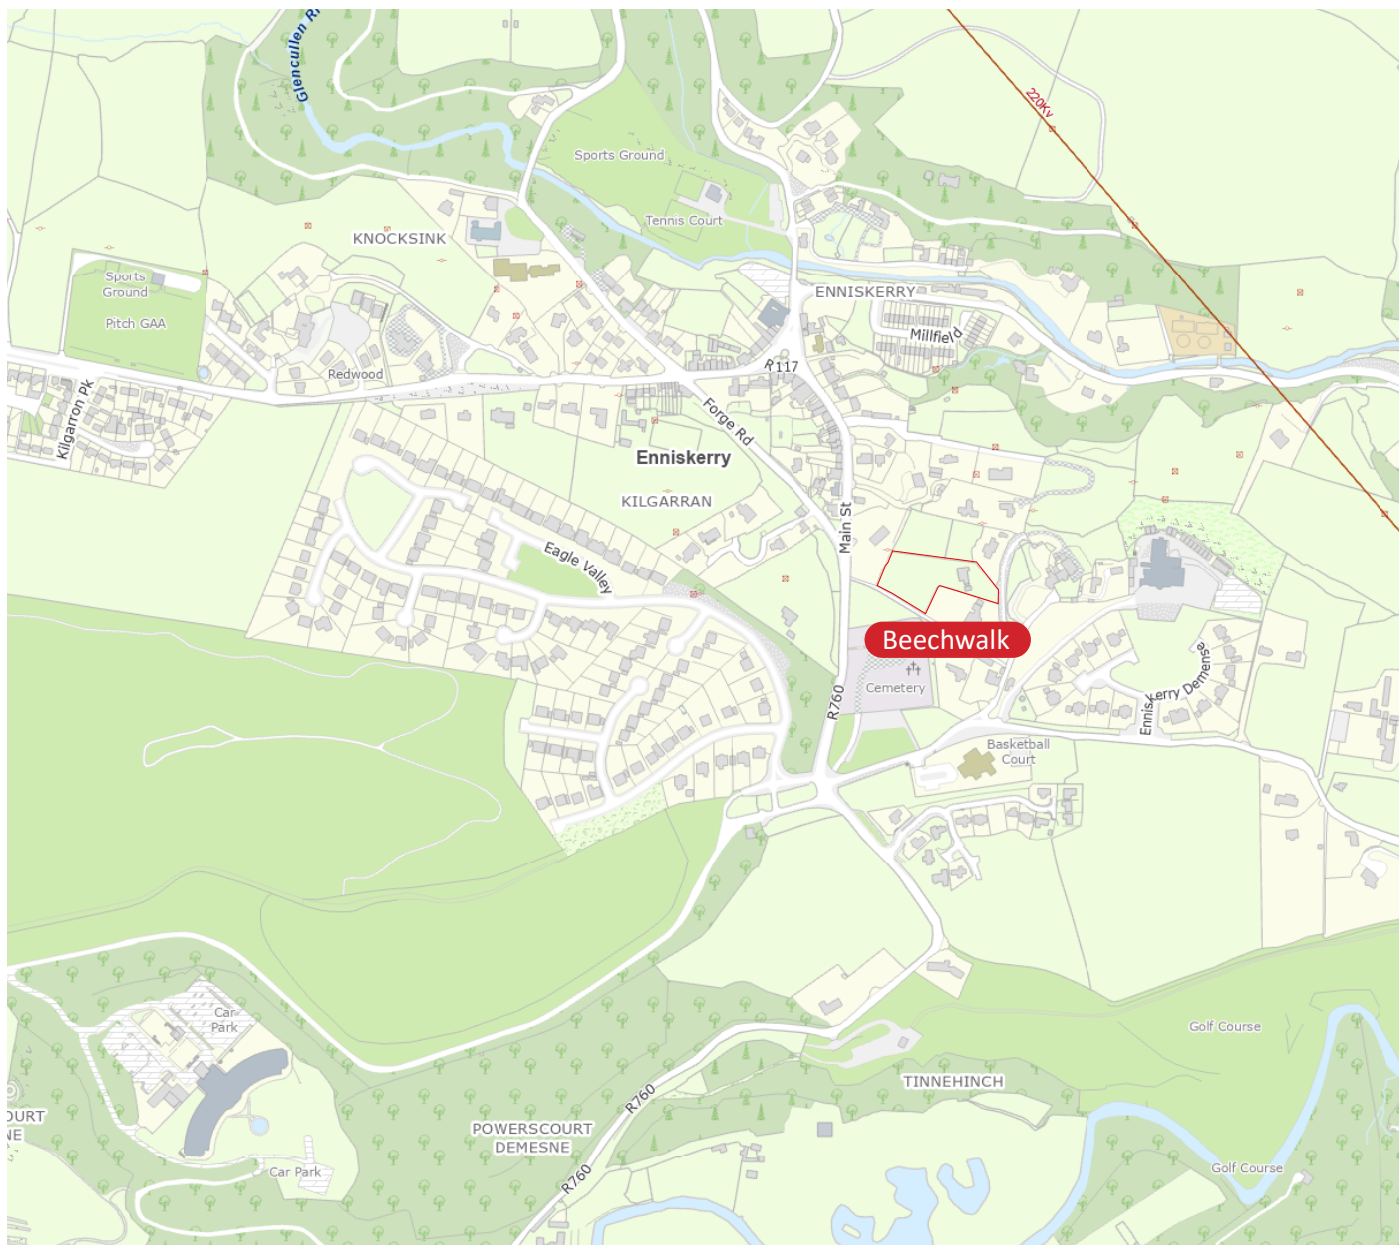 Glencullen Ri
220Kv
Sports Ground
Tennis Court
KNOCKSINK
Sports
Ground
Pitch GAA
ENNISKERRY
Millfield
R117
Redwood
Kilgarron Pk
Forge Rd
Enniskerry
KILGARRAN
Main St
Eagle Valley
Beechwalk
Cemetery
R760
Enniskerry Demense
Basketball
Court
Car
Park
Golf Course
TINNEHINCH
R760
OURT
NE
POWERSCOURT
DEMESNE
Car Park
R760
Golf Course